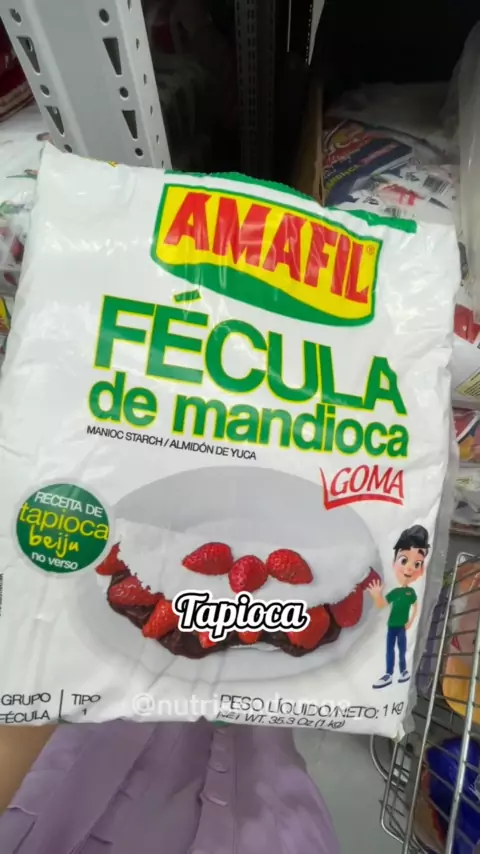 AMAFIL
FÉCULA
de mandioca
MANIOC STARCH / ALMIDÓN DE YUCA
GOMA
RECEITA DE
tapioca
beiju
no verso
Tapioca
GRUPO
FÉCULA
TIPO
1
PESO LÍQUIDO/NETO: 1 kg
NET WT. 35.3 Oz (1 kg)